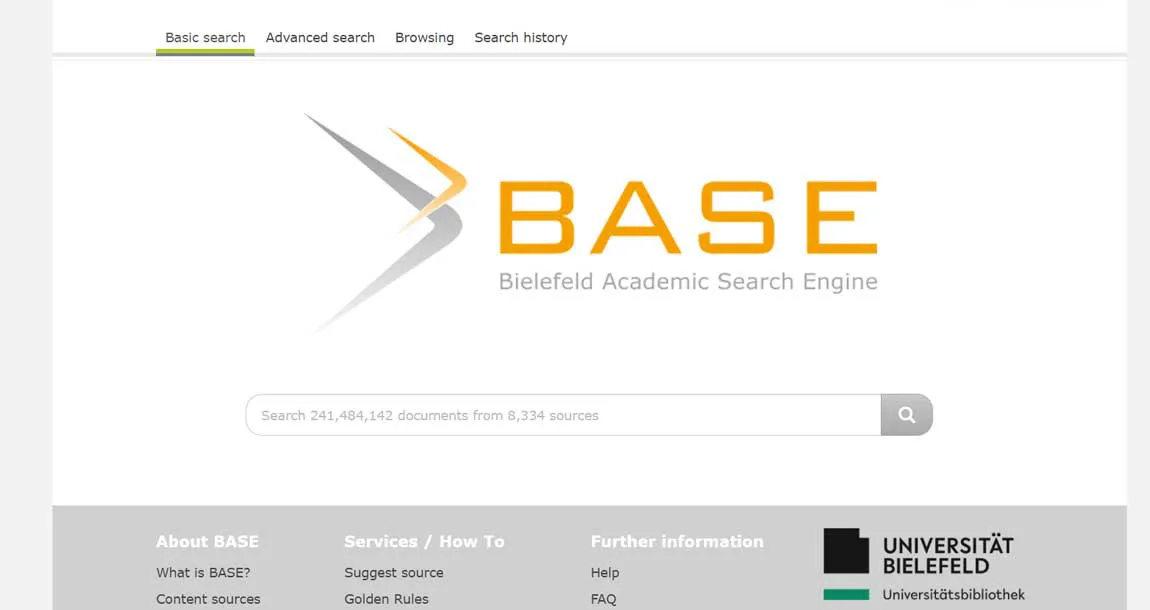 Basic search Advanced search Browsing Search history
BASE
Bielefeld Academic Search Engine
Search 241,484,142 documents from 8,334 sources
About BASE Services / How To Further information
What is BASE? Suggest source Help
Content sources Golden Rules FAQ
UNIVERSITÄT
BIELEFELD
Universitätsbibliothek